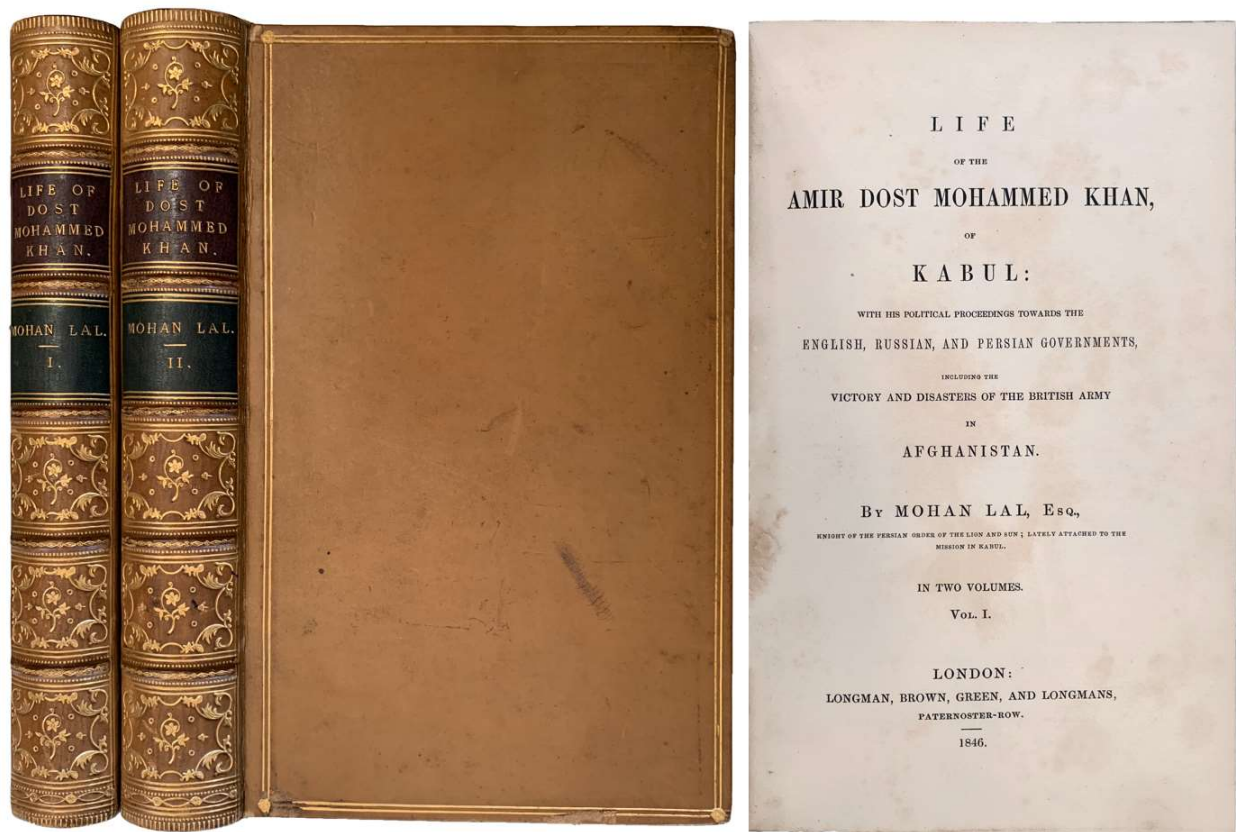 LIFE OF
DOST
MOHAMMED
KHAN.
MOHAN LAL.
I.
LIFE OF
DOST
MOHAMMED
KHAN.
MOHAN LAL.
II.
LIFE
OF THE
AMIR DOST MOHAMMED KHAN,
OF
KABUL:
WITH HIS POLITICAL PROCEEDINGS TOWARDS THE
ENGLISH, RUSSIAN, AND PERSIAN GOVERNMENTS,
INCLUDING THE
VICTORY AND DISASTERS OF THE BRITISH ARMY
IN
AFGHANISTAN.
By MOHAN LAL, Esq.,
KNIGHT OF THE PERSIAN ORDER OF THE LION AND SUN; LATELY ATTACHED TO THE
MISSION IN KABUL.
IN TWO VOLUMES.
Vol. I.
LONDON:
LONGMAN, BROWN, GREEN, AND LONGMANS,
PATERNOSTER-ROW.
1846.